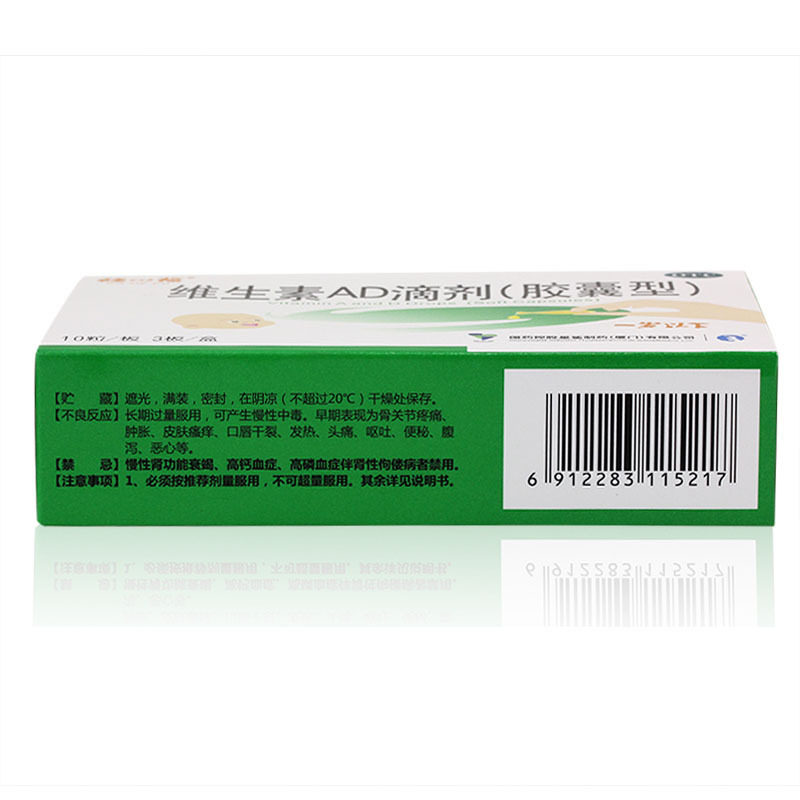 维生素AD滴剂(胶囊型)
Vitamin A and D Drops (Soft Capsules)
10粒/板 3板/盒
【贮 藏】遮光，满装，密封，在阴凉（不超过20℃）干燥处保存。
【不良反应】长期过量服用，可产生慢性中毒。早期表现为骨关节疼痛、
肿胀、皮肤瘙痒、口唇干裂、发热、头痛、呕吐、便秘、腹
泻、恶心等。
【禁 忌】慢性肾功能衰竭、高钙血症、高磷血症伴肾性佝偻病者禁用。
【注意事项】1、必须按推荐剂量服用，不可超量服用。其余详见说明书。
6 912283 115217